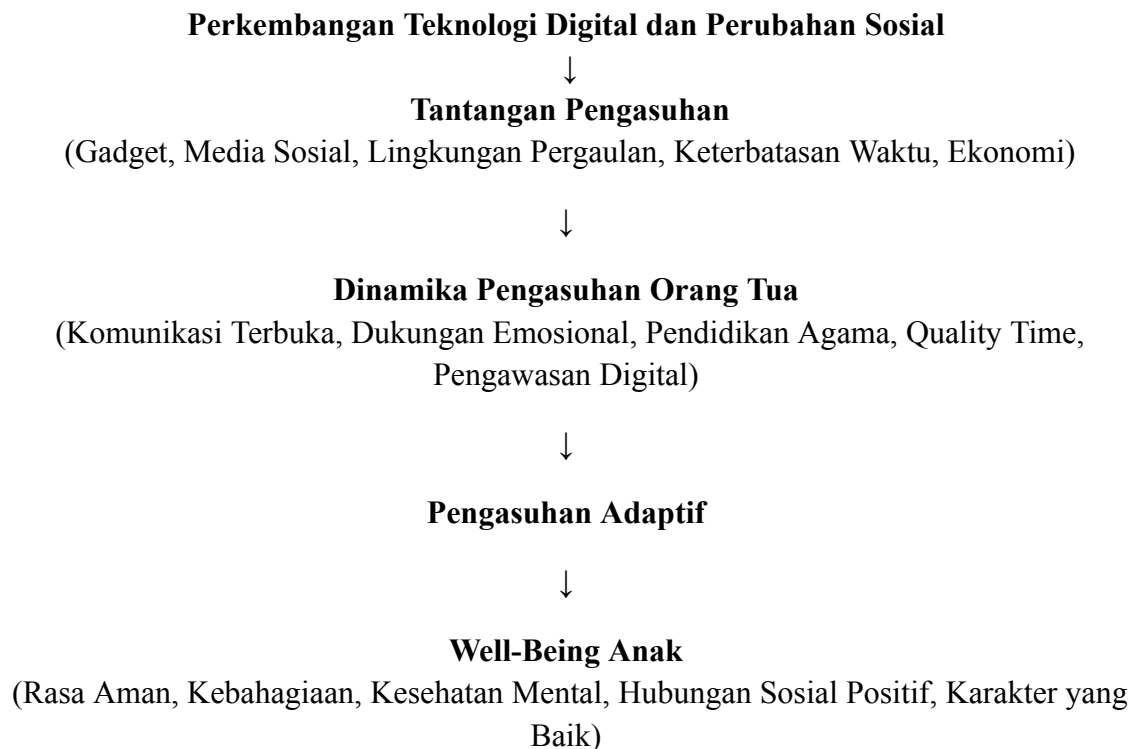 Perkembangan Teknologi Digital dan Perubahan Sosial
↓
Tantangan Pengasuhan
(Gadget, Media Sosial, Lingkungan Pergaulan, Keterbatasan Waktu, Ekonomi)
↓
Dinamika Pengasuhan Orang Tua
(Komunikasi Terbuka, Dukungan Emosional, Pendidikan Agama, Quality Time,
Pengawasan Digital)
↓
Pengasuhan Adaptif
↓
Well-Being Anak
(Rasa Aman, Kebahagiaan, Kesehatan Mental, Hubungan Sosial Positif, Karakter yang
Baik)